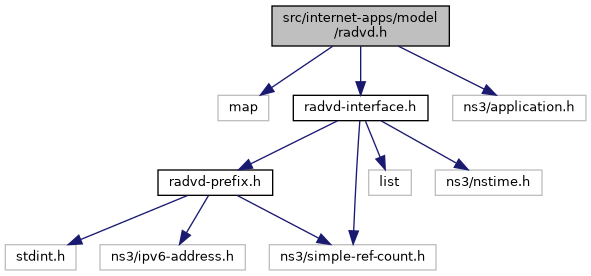 src/internet-apps/model
/radvd.h
map
radvd-interface.h
ns3/application.h
radvd-prefix.h
list
ns3/nstime.h
stdint.h
ns3/ipv6-address.h
ns3/simple-ref-count.h